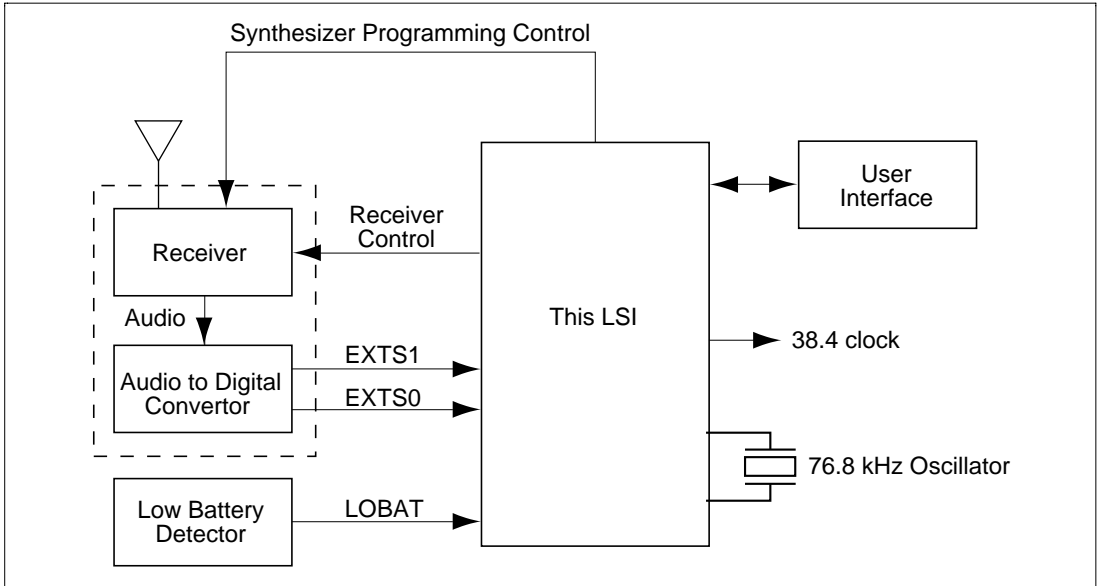 Synthesizer Programming Control
User
Interface
Receiver
Control
Receiver
This LSI
Audio
38.4 clock
EXTS1
Audio to Digital
Convertor
EXTS0
76.8 kHz Oscillator
Low Battery
Detector
LOBAT